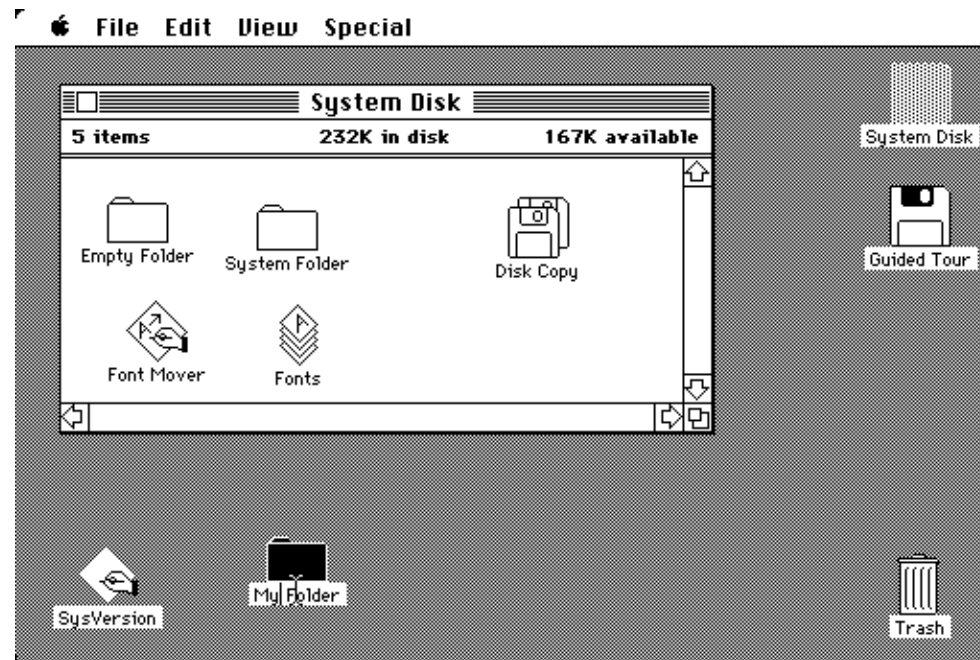 File Edit View Special
System Disk
5 items 232K in disk 167K available
System Disk
Empty Folder System Folder Disk Copy
Guided Tour
Font Mover Fonts
My Folder
SysVersion
Trash